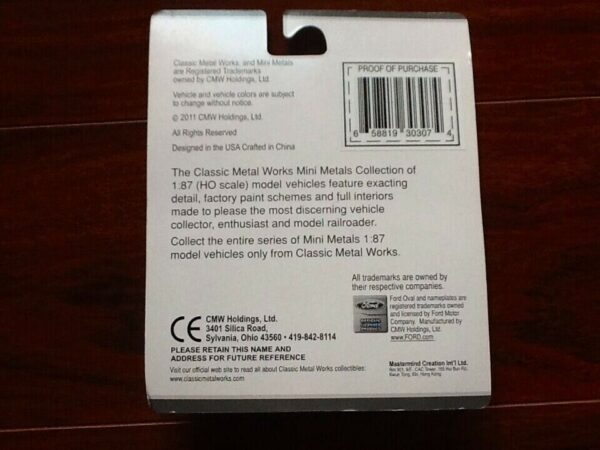 Classic Metal Works, and Mini Metals
are Registered Trademarks
owned by CMW Holdings, Ltd.
Vehicle and vehicle colors are subject
to change without notice.
© 2011 CMW Holdings, Ltd.
All Rights Reserved
Designed in the USA Crafted in China
PROOF OF PURCHASE
6 58819 30307 4
The Classic Metal Works Mini Metals Collection of
1:87 (HO scale) model vehicles feature exacting
detail, factory paint schemes and full interiors
made to please the most discerning vehicle
collector, enthusiast and model railroader.
Collect the entire series of Mini Metals 1:87
model vehicles only from Classic Metal Works.
All trademarks are owned by
their respective companies.
Ford
Ford Oval and nameplates are
registered trademarks owned
and licensed by Ford Motor
Company. Manufactured by
CMW Holdings, Ltd.
www.FORD.com
CE
CMW Holdings, Ltd.
3401 Silica Road,
Sylvania, Ohio 43560 • 419-842-8114
PLEASE RETAIN THIS NAME AND
ADDRESS FOR FUTURE REFERENCE
Visit our official web site to read all about Classic Metal Works collectibles:
www.classicmetalworks.com
Mastermind Creation Int'l Ltd.
Kwun Tong, Kln, Hong Kong